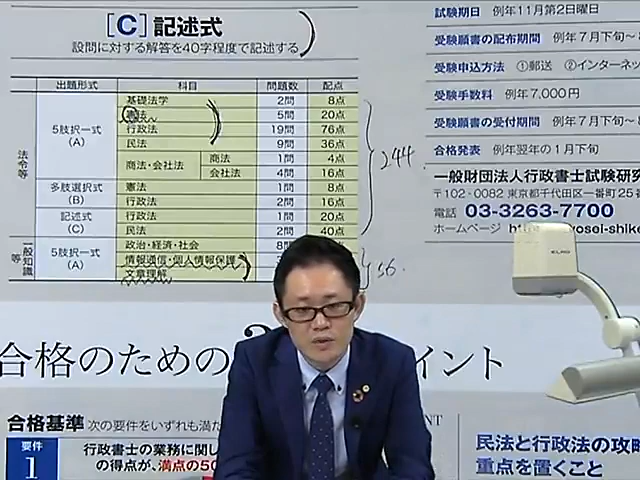 [C]記述式
設問に対する解答を40字程度で記述する
出題形式 科目 問題数 配点
法令等
5肢択一式
(A)
基礎法学 2問 8点
憲法 5問 20点
行政法 19問 76点
民法 9問 36点
商法・会社法 商法 1問 4点
会社法 4問 16点
多肢選択式
(B)
憲法 1問 8点
行政法 2問 16点
記述式
(C)
行政法 1問 20点
民法 2問 40点
一般知識等
5肢択一式
(A)
政治・経済・社会 8問
情報通信・個人情報保護
文章理解
244
56
試験期日 例年11月第2日曜日
受験願書の配布期間 例年7月下旬〜
受験申込方法 ①郵送 ②インターネッ
受験手数料 例年7,000円
受験願書の受付期間 例年7月下旬〜
合格発表 例年翌年の1月下旬
一般財団法人行政書士試験研
〒102-0082 東京都千代田区一番町25番
電話 03-3263-7700
ホームページ
ELMO
合格のための
イント
合格基準 次の要件をいずれも満た
要件
1
行政書士の業務に関し
の得点が、満点の50
民法と行政法の攻略
重点を置くこと